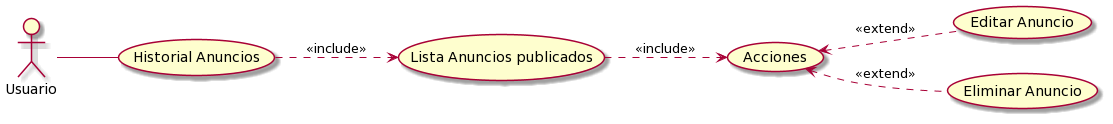 Usuario
Historial Anuncios
«include»
Lista Anuncios publicados
«include»
Acciones
«extend»
Editar Anuncio
«extend»
Eliminar Anuncio